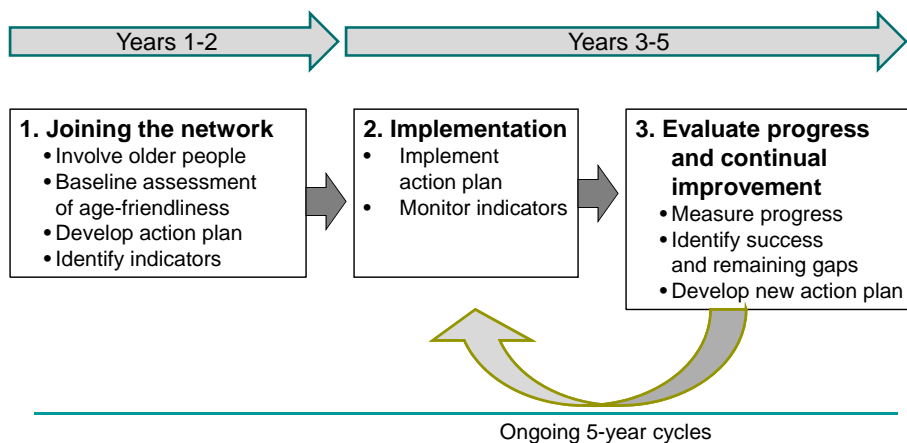 Years 1-2
Years 3-5
1. Joining the network
• Involve older people
• Baseline assessment
of age-friendliness
• Develop action plan
• Identify indicators
2. Implementation
• Implement
action plan
• Monitor indicators
3. Evaluate progress
and continual
improvement
• Measure progress
• Identify success
and remaining gaps
• Develop new action plan
Ongoing 5-year cycles